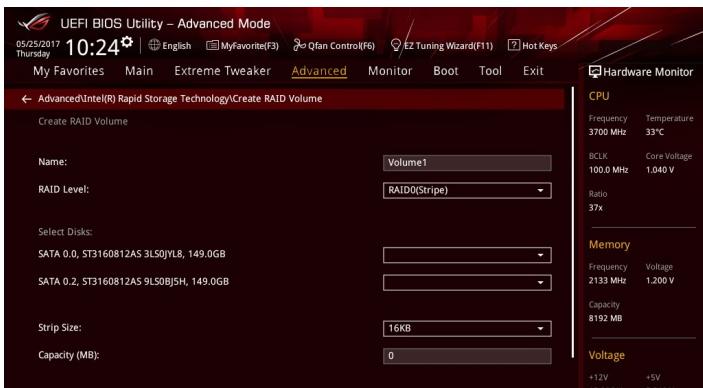 UEFI BIOS Utility – Advanced Mode
05/25/2017 Thursday 10:24 English MyFavorite(F3) Qfan Control(F6) EZ Tuning Wizard(F11) ? Hot Keys
My Favorites Main Extreme Tweaker Advanced Monitor Boot Tool Exit
← Advanced\Intel(R) Rapid Storage Technology\Create RAID Volume
Create RAID Volume
Name: Volume1
RAID Level: RAID0(Stripe)
Select Disks:
SATA 0.0, ST3160812AS 3LS0JYL8, 149.0GB
SATA 0.2, ST3160812AS 9LS0BJ5H, 149.0GB
Strip Size: 16KB
Capacity (MB): 0
Hardware Monitor
CPU
Frequency Temperature
3700 MHz 33°C
BCLK Core Voltage
100.0 MHz 1.040 V
Ratio
37x
Memory
Frequency Voltage
2133 MHz 1.200 V
Capacity
8192 MB
Voltage
+12V +5V